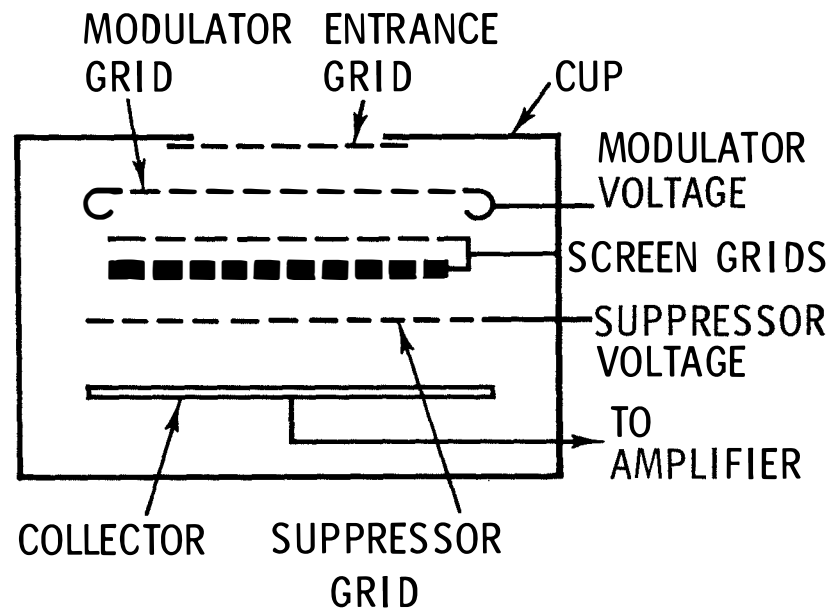 MODULATOR GRID
ENTRANCE GRID
CUP
MODULATOR
VOLTAGE
SCREEN GRIDS
SUPPRESSOR
VOLTAGE
TO
AMPLIFIER
COLLECTOR
SUPPRESSOR
GRID